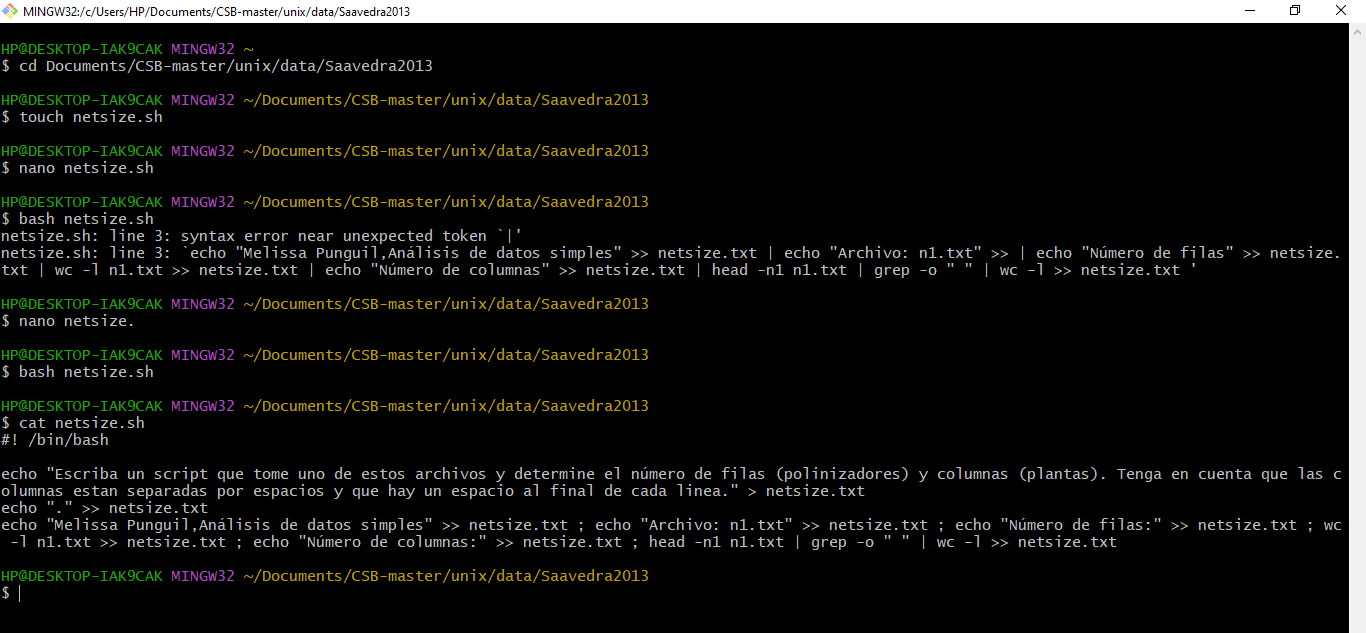 MINGW32:/c/Users/HP/Documents/CSB-master/unix/data/Saavedra2013
HP@DESKTOP-IAK9CAK MINGW32 ~
$ cd Documents/CSB-master/unix/data/Saavedra2013
HP@DESKTOP-IAK9CAK MINGW32 ~/Documents/CSB-master/unix/data/Saavedra2013
$ touch netsize.sh
HP@DESKTOP-IAK9CAK MINGW32 ~/Documents/CSB-master/unix/data/Saavedra2013
$ nano netsize.sh
HP@DESKTOP-IAK9CAK MINGW32 ~/Documents/CSB-master/unix/data/Saavedra2013
$ bash netsize.sh
netsize.sh: line 3: syntax error near unexpected token `|'
netsize.sh: line 3: `echo "Melissa Punguil,Análisis de datos simples" >> netsize.txt | echo "Archivo: n1.txt" >> | echo "Número de filas" >> netsize.
txt | wc -l n1.txt >> netsize.txt | echo "Número de columnas" >> netsize.txt | head -n1 n1.txt | grep -o " " | wc -l >> netsize.txt '
HP@DESKTOP-IAK9CAK MINGW32 ~/Documents/CSB-master/unix/data/Saavedra2013
$ nano netsize.
HP@DESKTOP-IAK9CAK MINGW32 ~/Documents/CSB-master/unix/data/Saavedra2013
$ bash netsize.sh
HP@DESKTOP-IAK9CAK MINGW32 ~/Documents/CSB-master/unix/data/Saavedra2013
$ cat netsize.sh
#! /bin/bash
echo "Escriba un script que tome uno de estos archivos y determine el número de filas (polinizadores) y columnas (plantas). Tenga en cuenta que las c
olumnas estan separadas por espacios y que hay un espacio al final de cada linea." > netsize.txt
echo "." >> netsize.txt
echo "Melissa Punguil,Análisis de datos simples" >> netsize.txt ; echo "Archivo: n1.txt" >> netsize.txt ; echo "Número de filas:" >> netsize.txt ; wc
-l n1.txt >> netsize.txt ; echo "Número de columnas:" >> netsize.txt ; head -n1 n1.txt | grep -o " " | wc -l >> netsize.txt
HP@DESKTOP-IAK9CAK MINGW32 ~/Documents/CSB-master/unix/data/Saavedra2013
$